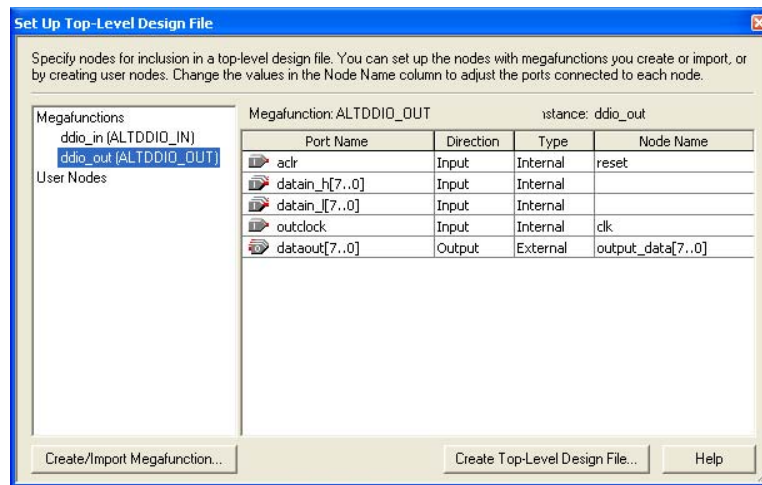 Set Up Top-Level Design File
Specify nodes for inclusion in a top-level design file. You can set up the nodes with megafunctions you create or import, or
by creating user nodes. Change the values in the Node Name column to adjust the ports connected to each node.
Megafunctions
ddio_in (ALTDDIO_IN)
ddio_out (ALTDDIO_OUT)
User Nodes
Megafunction: ALTDDIO_OUT ıstance: ddio_out
Port Name Direction Type Node Name
aclr Input Internal reset
datain_h[7..0] Input Internal
datain_l[7..0] Input Internal
outclock Input Internal clk
dataout[7..0] Output External output_data[7..0]
Create/Import Megafunction... Create Top-Level Design File... Help